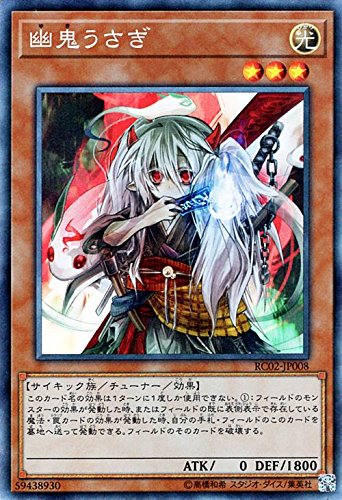 幽鬼うさぎ
光
RC02-JP008
【サイキック族/チューナー/効果】
このカード名の効果は1ターンに1度しか使用できない。①:フィールドのモン
スターの効果が発動した時、またはフィールドの既に表側表示で存在している
魔法・罠カードの効果が発動した時、自分の手札・フィールドのこのカードを
墓地へ送って発動できる。フィールドのそのカードを破壊する。
ATK/ 0 DEF/1800
59438930
©高橋和希 スタジオ・ダイス/集英社